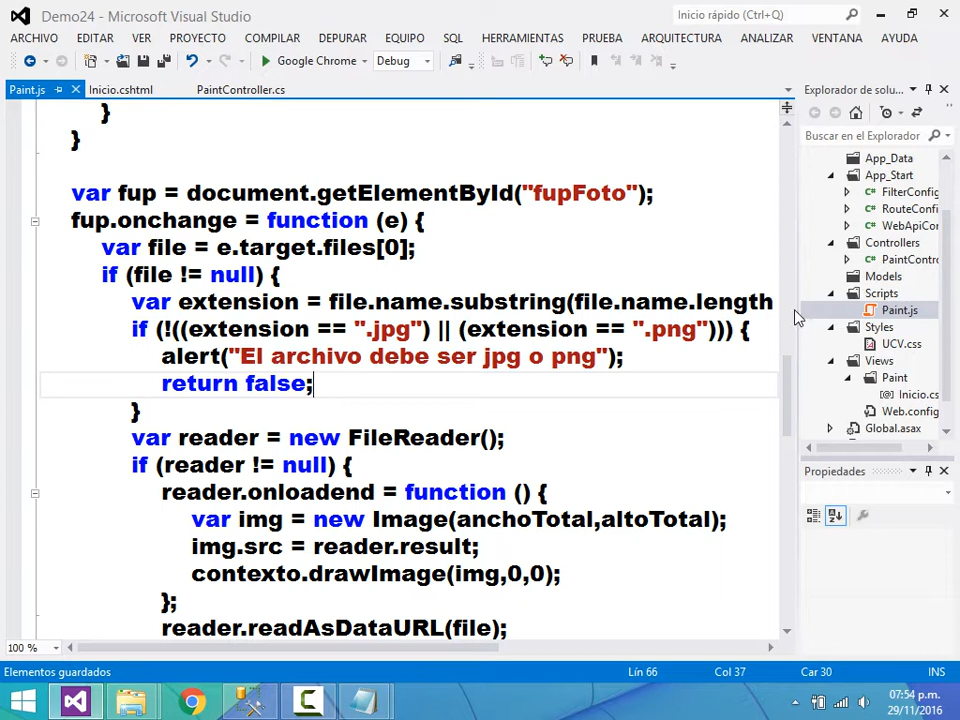 Demo24 - Microsoft Visual Studio
Inicio rápido (Ctrl+Q)
ARCHIVO EDITAR VER PROYECTO COMPILAR DEPURAR EQUIPO SQL HERRAMIENTAS PRUEBA ARQUITECTURA ANALIZAR VENTANA AYUDA
Google Chrome Debug
Paint.js Inicio.cshtml PaintController.cs
}
}
var fup = document.getElementById("fupFoto");
fup.onchange = function (e) {
var file = e.target.files[0];
if (file != null) {
var extension = file.name.substring(file.name.length
if (!((extension == ".jpg") || (extension == ".png"))) {
alert("El archivo debe ser jpg o png");
return false;
}
var reader = new FileReader();
if (reader != null) {
reader.onloadend = function () {
var img = new Image(anchoTotal,altoTotal);
img.src = reader.result;
contexto.drawImage(img,0,0);
};
reader.readAsDataURL(file);
100 %
Explorador de solu...
Buscar en el Explorador
App_Data
App_Start
C# FilterConfig
C# RouteConfi
C# WebApiCor
Controllers
C# PaintContro
Models
Scripts
Paint.js
Styles
UCV.css
Views
Paint
Inicio.cs
Web.config
Global.asax
Propiedades
Elementos guardados Lín 66 Col 37 Car 30 INS
07:54 p.m.
29/11/2016